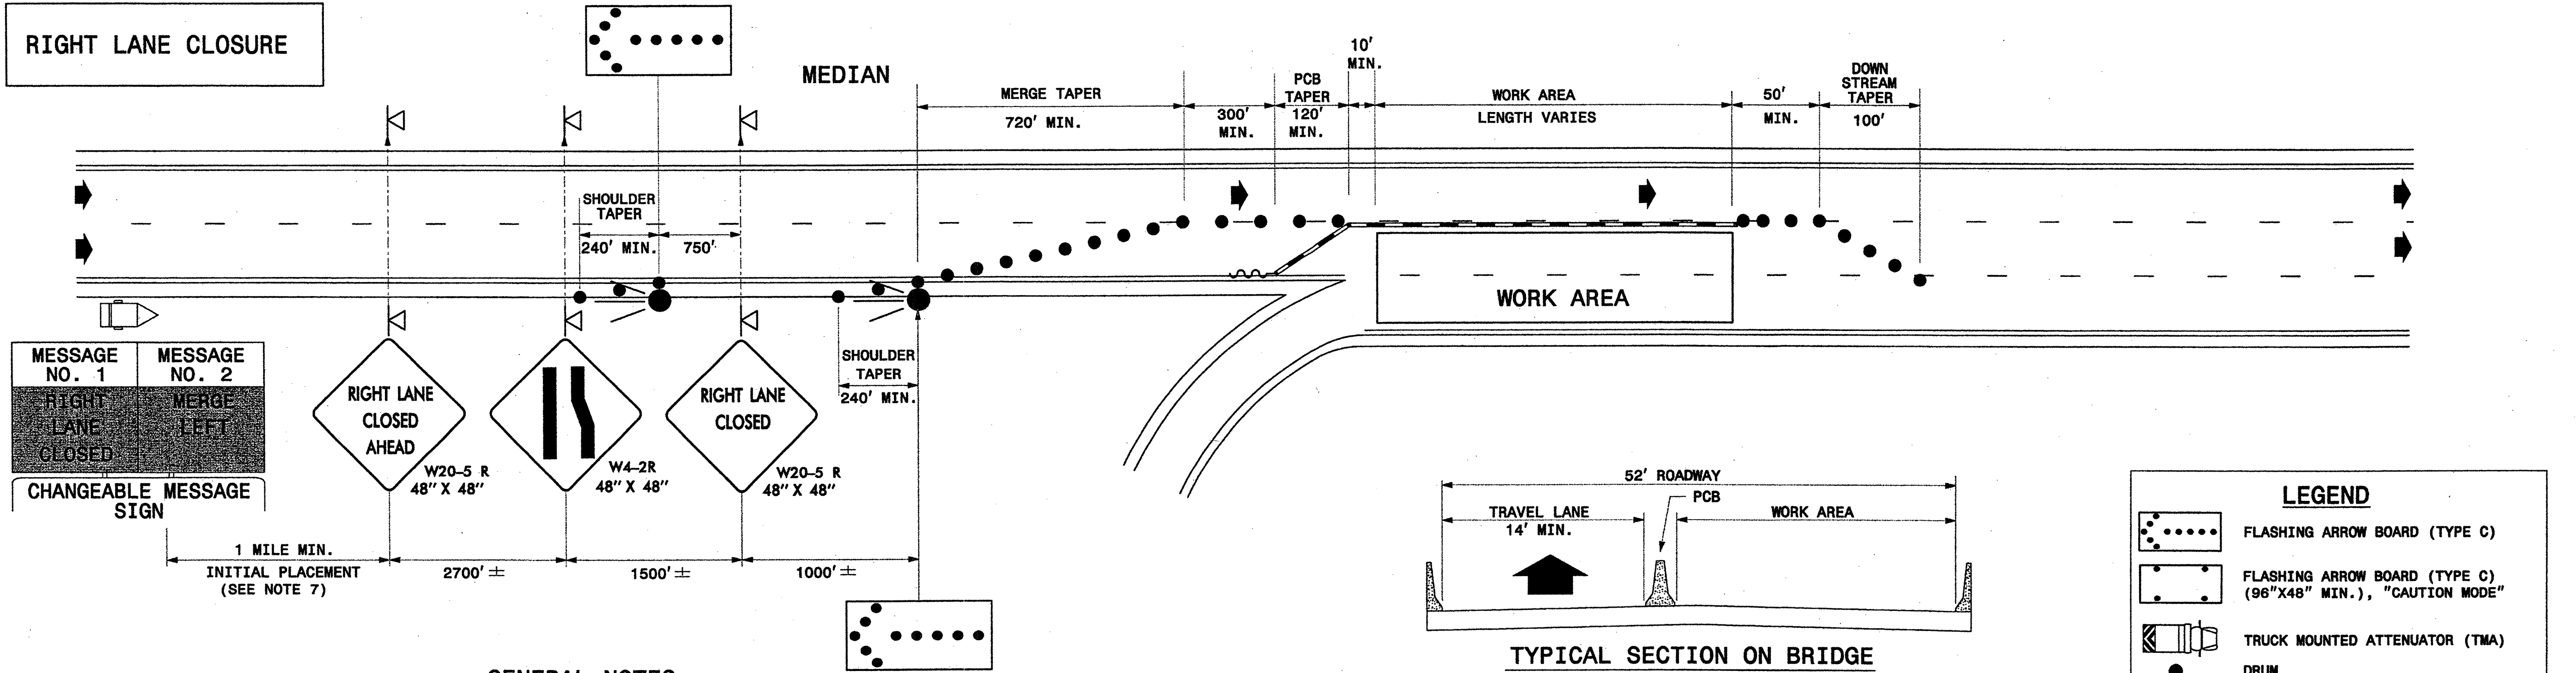 RIGHT LANE CLOSURE
MEDIAN
MERGE TAPER
720' MIN.
300'
MIN.
PCB
TAPER
120'
MIN.
10'
MIN.
WORK AREA
LENGTH VARIES
50'
MIN.
DOWN
STREAM
TAPER
100'
SHOULDER
TAPER
240' MIN.
750'
WORK AREA
SHOULDER
TAPER
240' MIN.
MESSAGE
NO. 1
MESSAGE
NO. 2
RIGHT
LANE
CLOSED
MERGE
LEFT
CHANGEABLE MESSAGE
SIGN
RIGHT LANE
CLOSED
AHEAD
W20-5 R
48" X 48"
W4-2R
48" X 48"
RIGHT LANE
CLOSED
W20-5 R
48" X 48"
1 MILE MIN.
INITIAL PLACEMENT
(SEE NOTE 7)
2700' ±
1500' ±
1000' ±
52' ROADWAY
PCB
TRAVEL LANE
14' MIN.
WORK AREA
TYPICAL SECTION ON BRIDGE
LEGEND
FLASHING ARROW BOARD (TYPE C)
FLASHING ARROW BOARD (TYPE C)
(96"X48" MIN.), "CAUTION MODE"
TRUCK MOUNTED ATTENUATOR (TMA)
DRUM
GENERAL NOTES